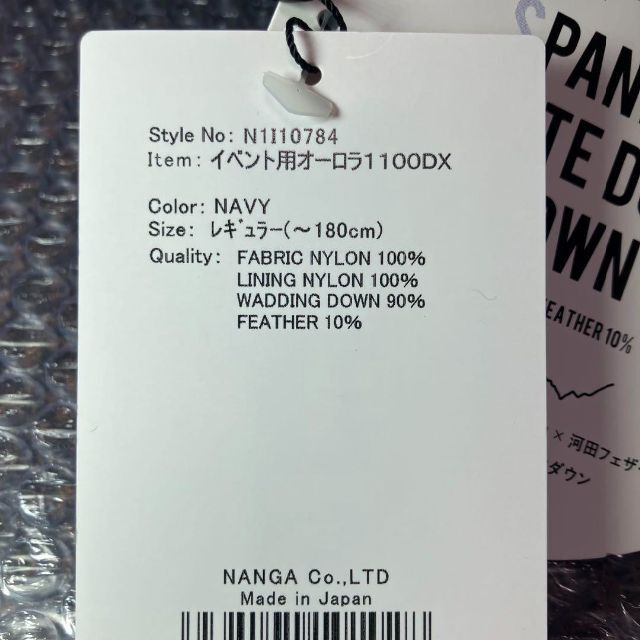 Style No: N1I10784
Item: イベント用オーロラ1100DX
Color: NAVY
Size: レギュラー(～180cm)
Quality: FABRIC NYLON 100%
LINING NYLON 100%
WADDING DOWN 90%
FEATHER 10%
NANGA Co.,LTD
Made in Japan
SPAN
TE D
OWN
EATHER 10%
× 河田フェザ
ダウン